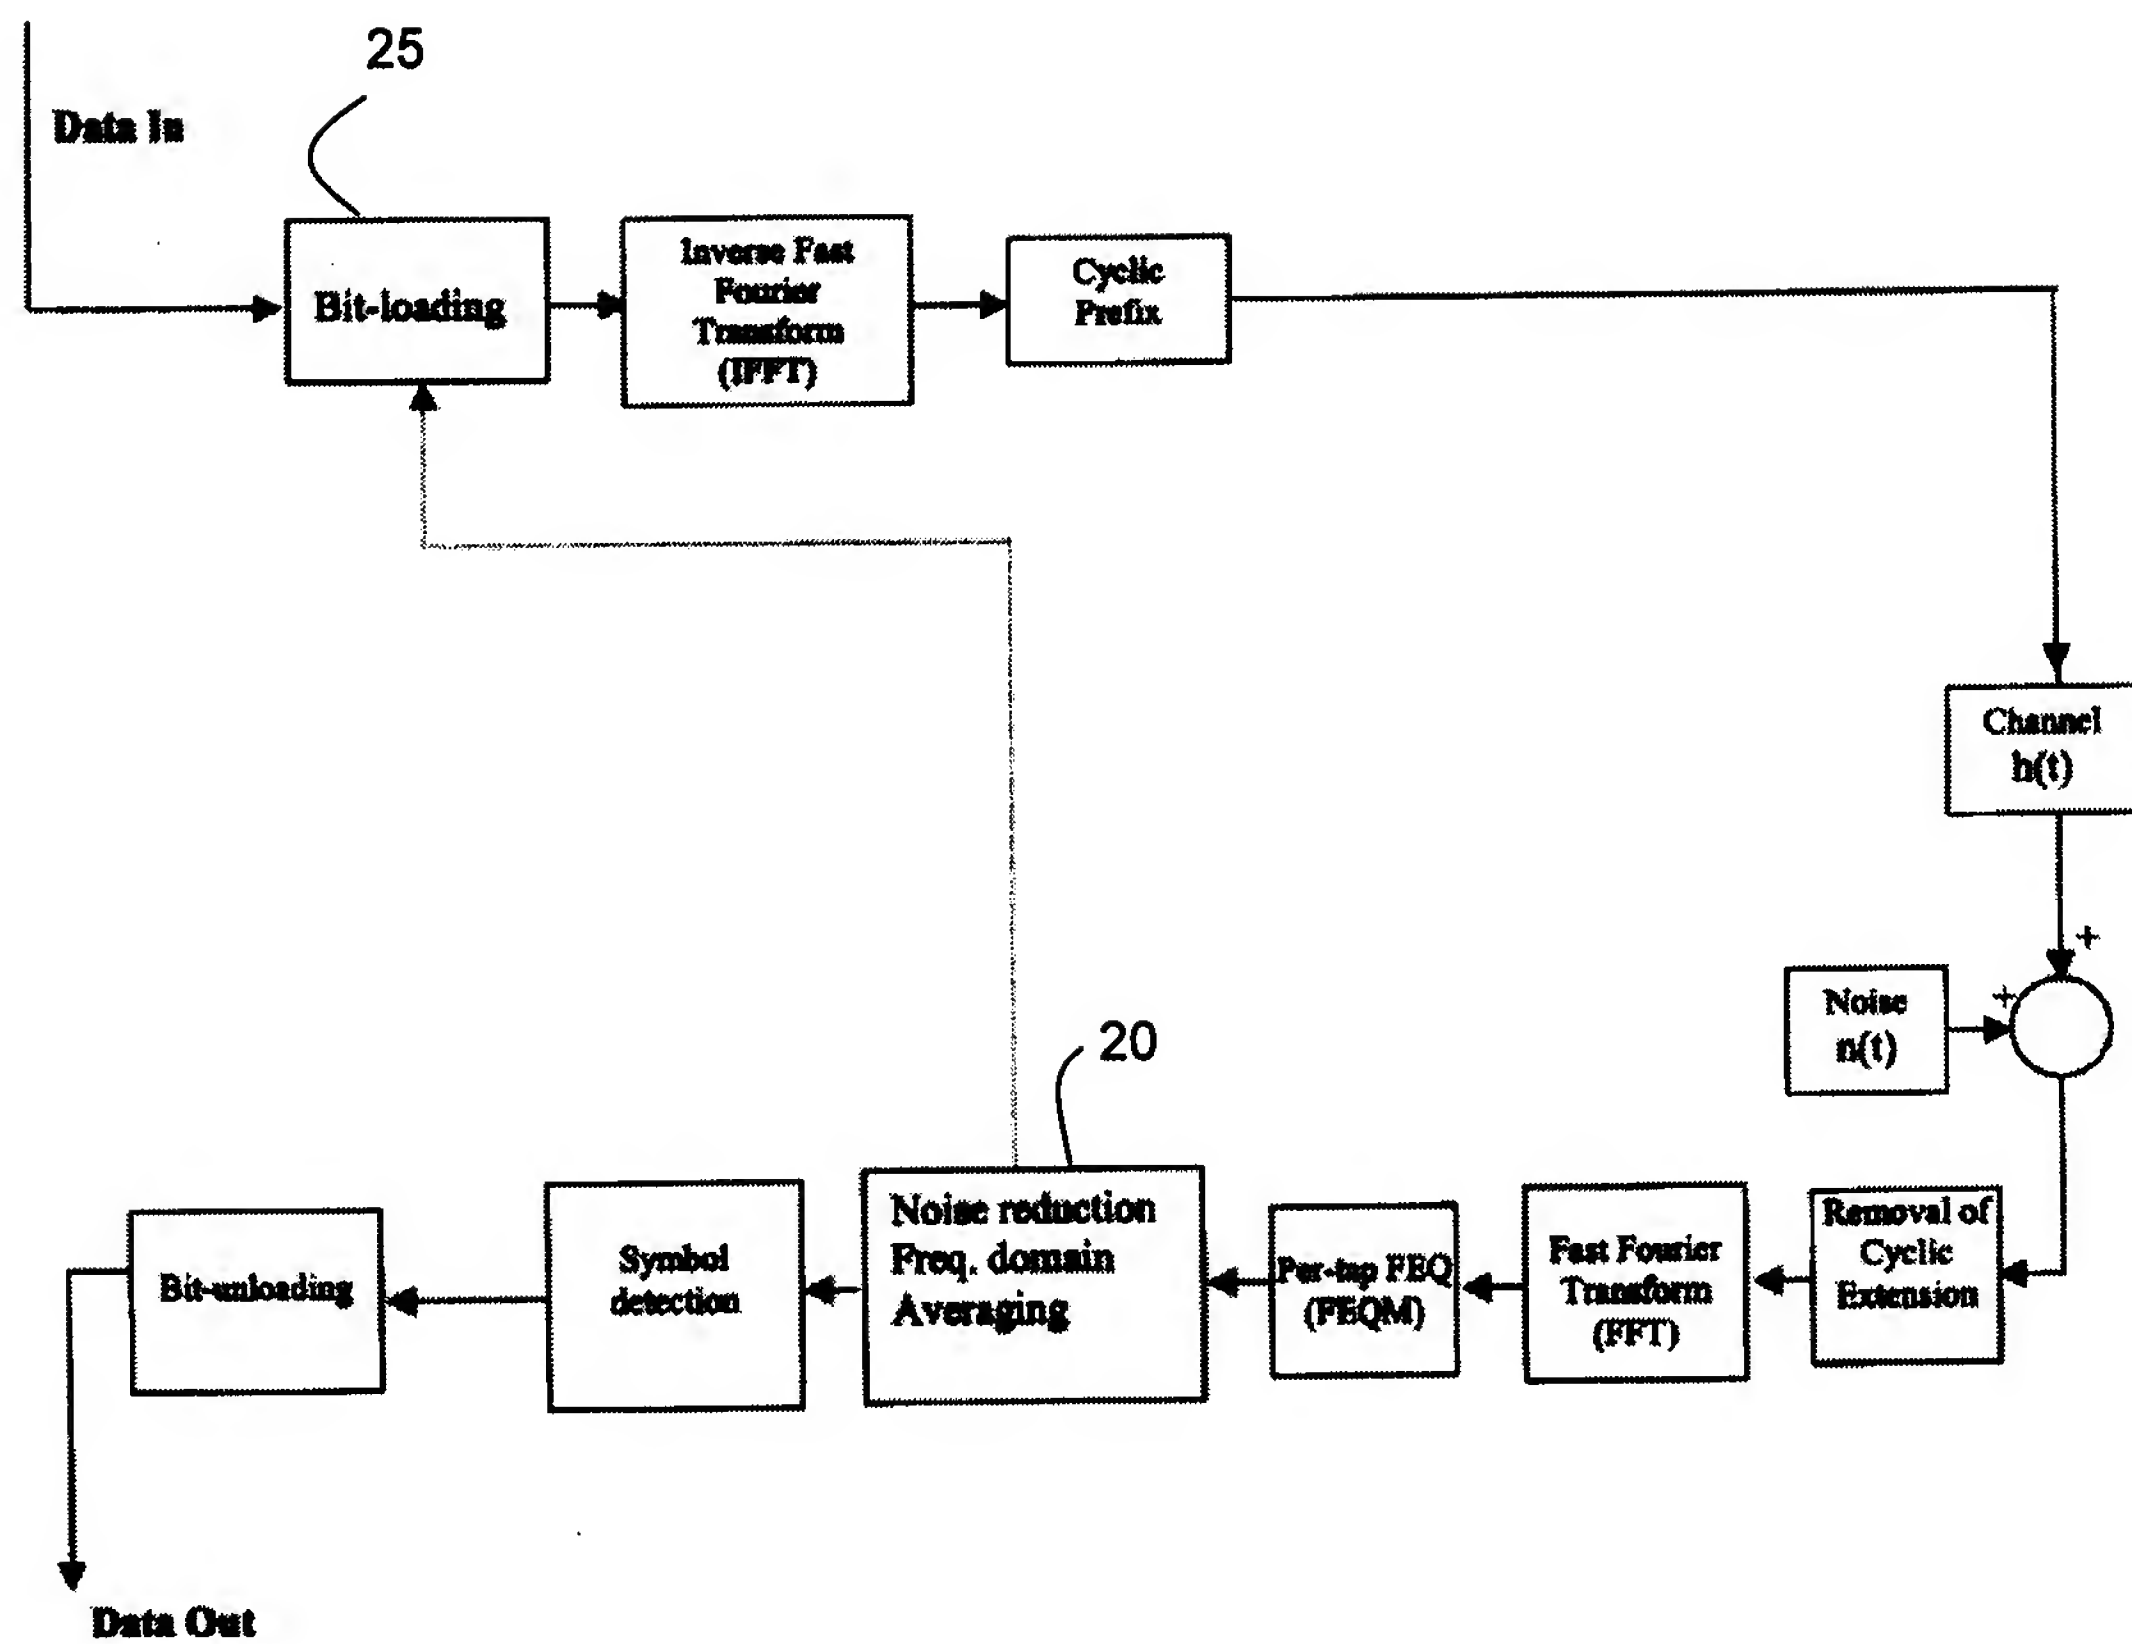 25
Data In
Bit-loading
Inverse Fast
Fourier
Transform
(IFFT)
Cyclic
Prefix
Channel
h(t)
+
Noise
n(t)
+
20
Removal of
Cyclic
Extension
Fast Fourier
Transform
(FFT)
Per-tap FEQ
(FEQM)
Noise reduction
Freq. domain
Averaging
Symbol
detection
Bit-unloading
Data Out